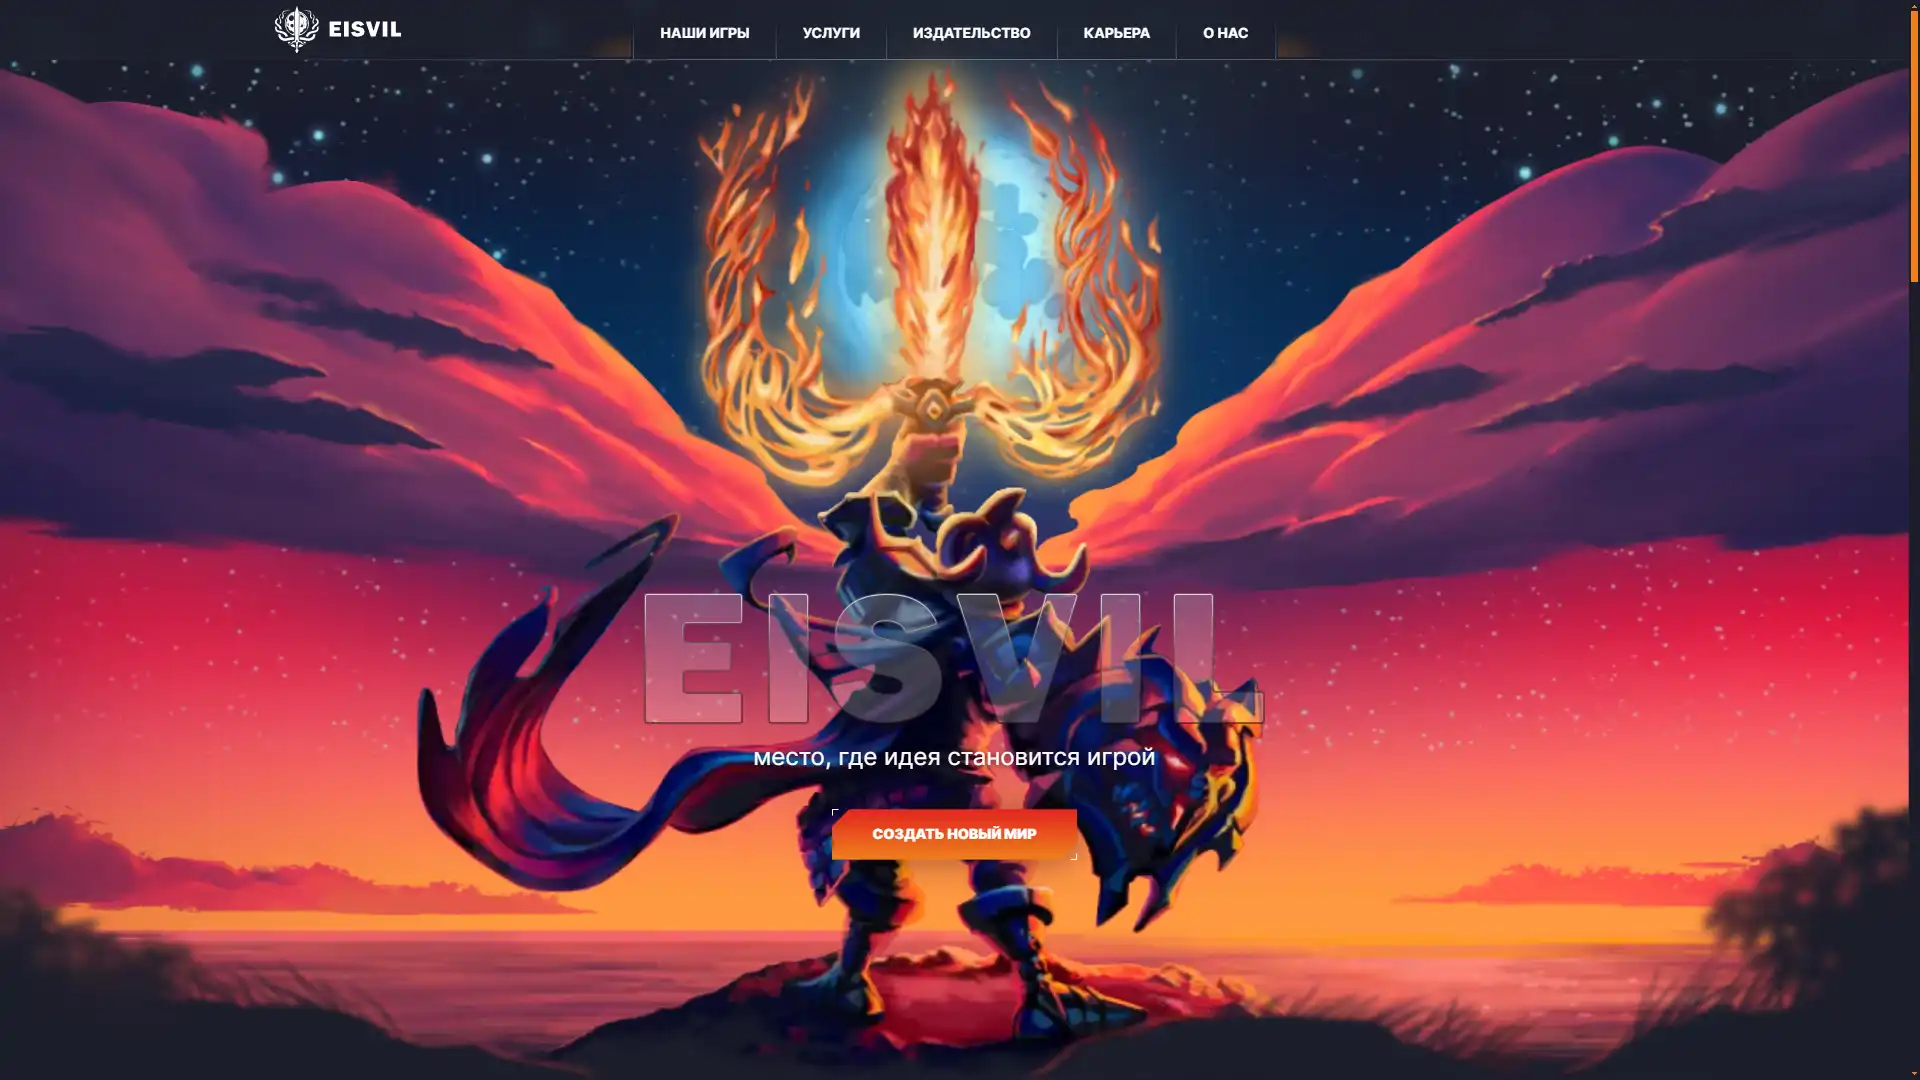 EISVIL
НАШИ ИГРЫ
УСЛУГИ
ИЗДАТЕЛЬСТВО
КАРЬЕРА
О НАС
EISVIL
место, где идея становится игрой
СОЗДАТЬ НОВЫЙ МИР